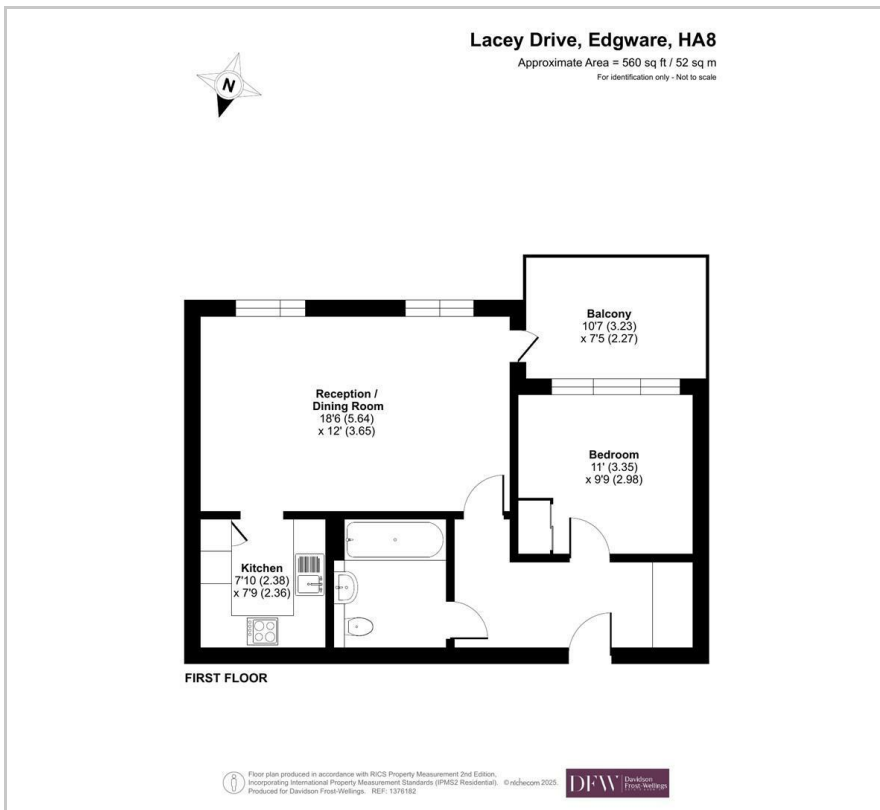 Lacey Drive, Edgware, HA8
Approximate Area = 560 sq ft / 52 sq m
For identification only - Not to scale
N
Balcony
10'7 (3.23)
x 7'5 (2.27)
Reception /
Dining Room
18'6 (5.64)
x 12' (3.65)
Bedroom
11' (3.35)
x 9'9 (2.98)
Kitchen
7'10 (2.38)
x 7'9 (2.36)
FIRST FLOOR
Floor plan produced in accordance with RICS Property Measurement 2nd Edition,
Incorporating International Property Measurement Standards (IPMS2 Residential). ©nichecom 2025.
Produced for Davidson Frost-Wellings. REF: 1376182
DFW
Davidson
Frost-Wellings